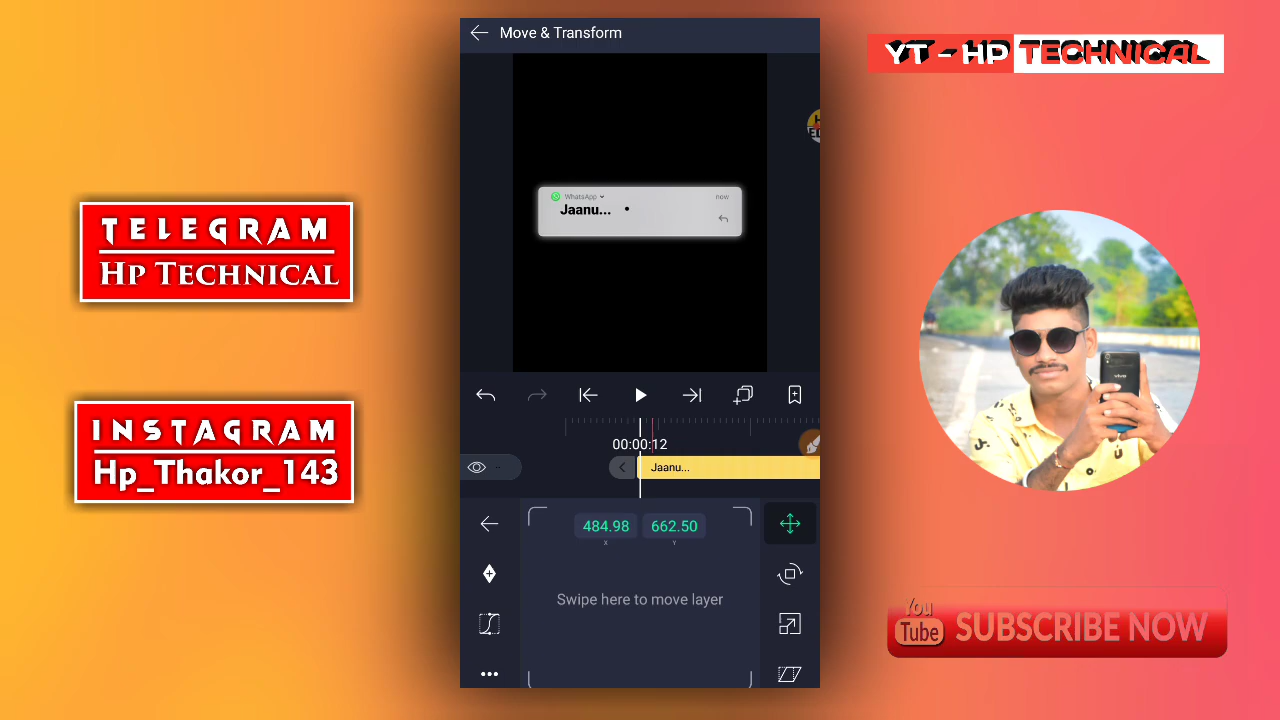 Move & Transform
YT - HP TECHNICAL
WhatsApp
now
Jaanu...
TELEGRAM
HP TECHNICAL
00:00:12
Jaanu...
INSTAGRAM
Hp_Thakor_143
484.98
662.50
X
Y
Swipe here to move layer
vivo
You
Tube
SUBSCRIBE NOW